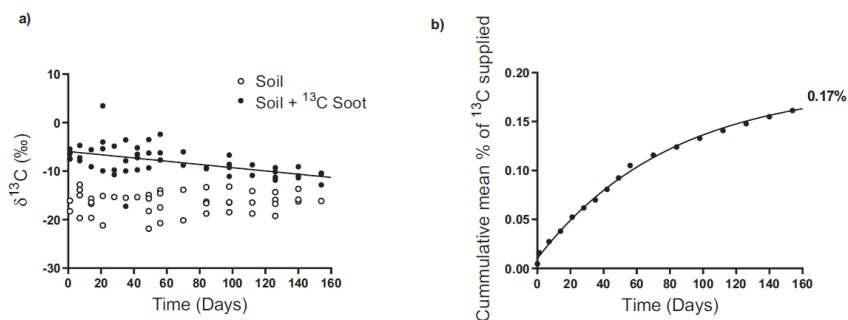 a)
δ13C (‰)
10
0
-10
-20
-30
Soil
Soil + 13C Soot
0 20 40 60 80 100 120 140 160
Time (Days)
b)
Cummulative mean % of 13C supplied
0.20
0.15
0.10
0.05
0.00
0.17%
0 20 40 60 80 100 120 140 160
Time (Days)